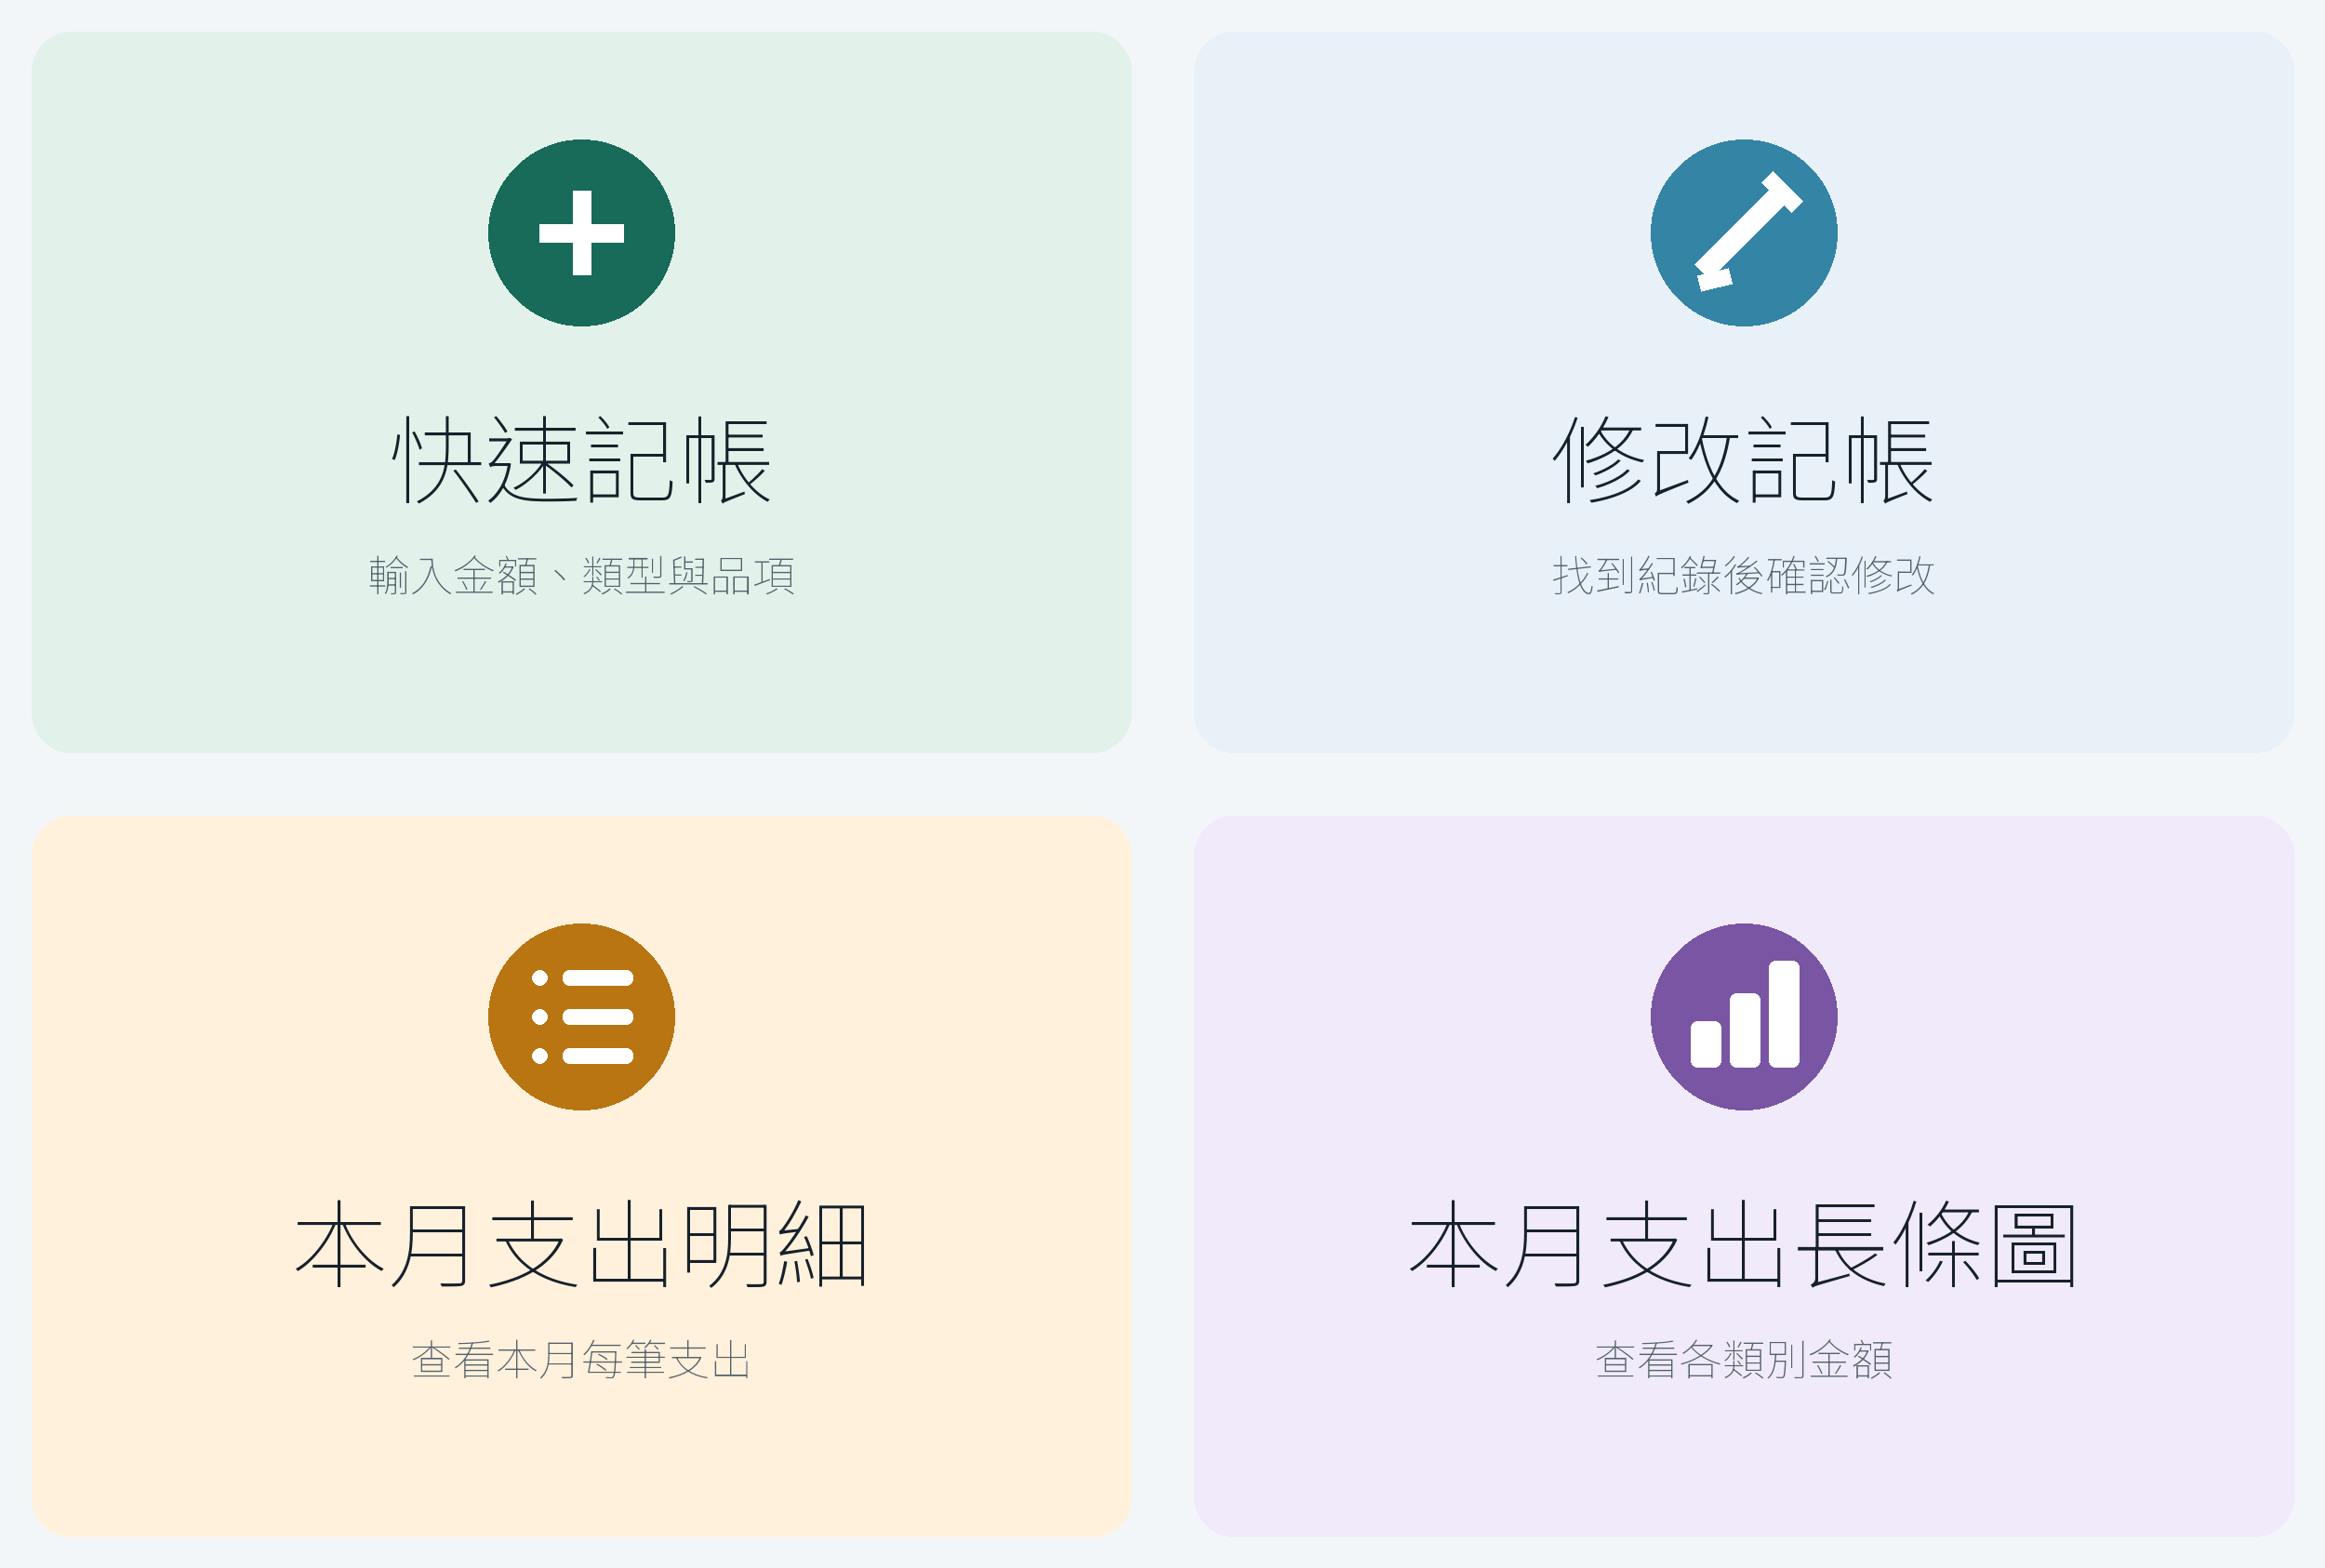 快速記帳
輸入金額、類型與品項
修改記帳
找到紀錄後確認修改
本月支出明細
查看本月每筆支出
本月支出長條圖
查看各類別金額